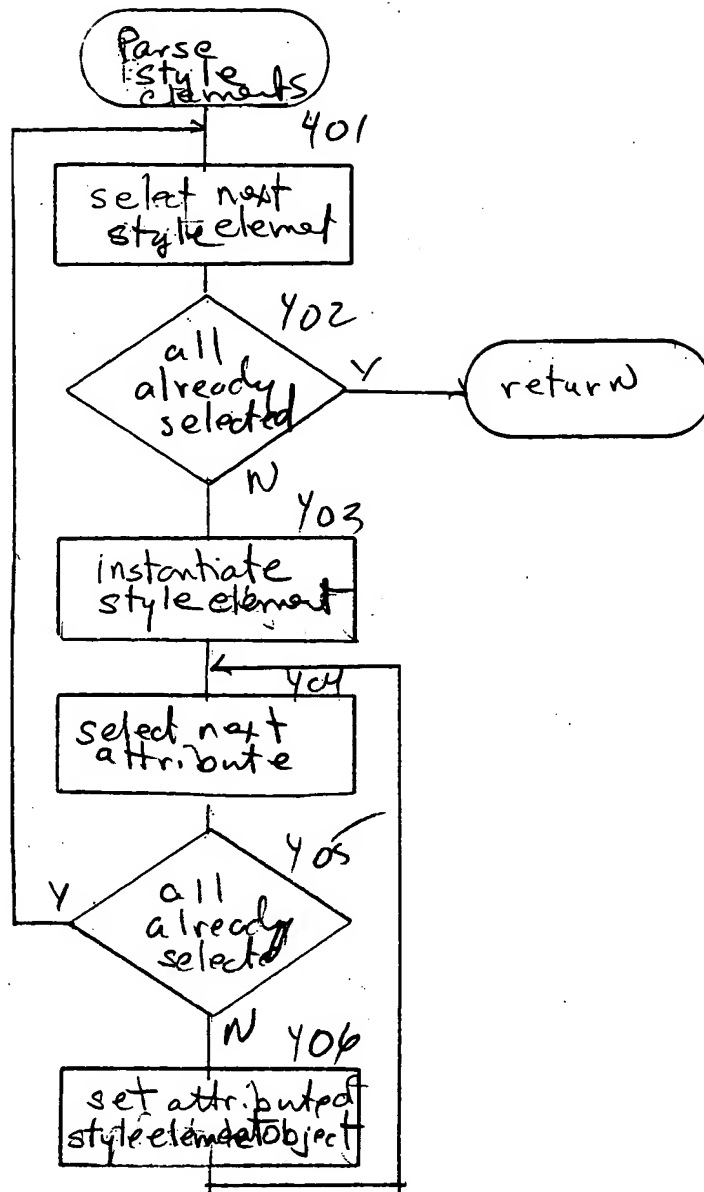 Parse
style
elements
401
select next
style elemet
402
all
already
selected
Y
return
N
403
instantiate
style element
404
select next
attribute
405
Y
all
already
selected
N
406
set attribute of
style element object